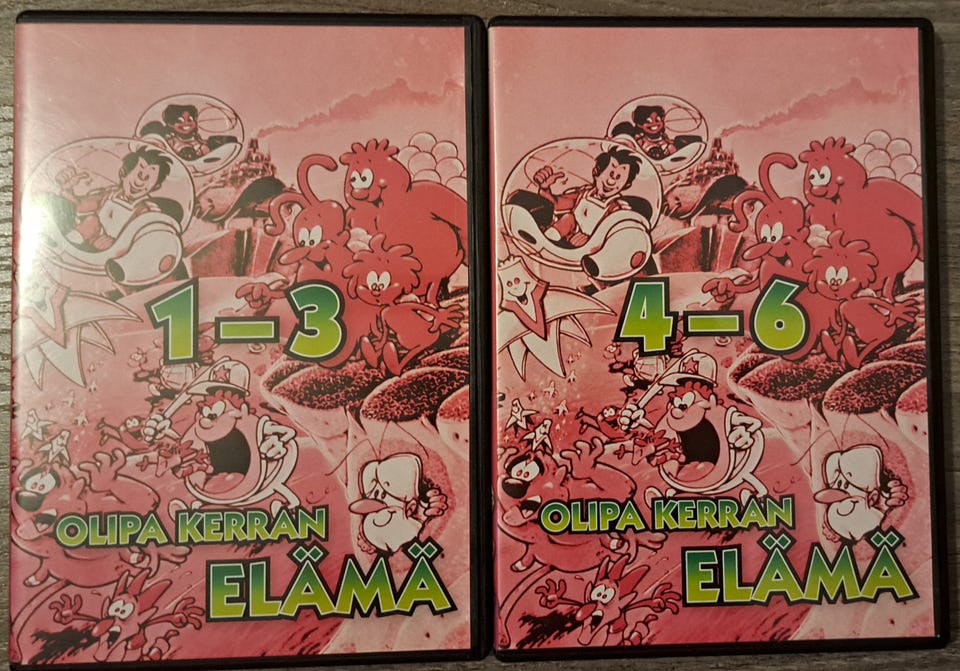 1–3
OLIPA KERRAN
ELÄMÄ
4–6
OLIPA KERRAN
ELÄMÄ